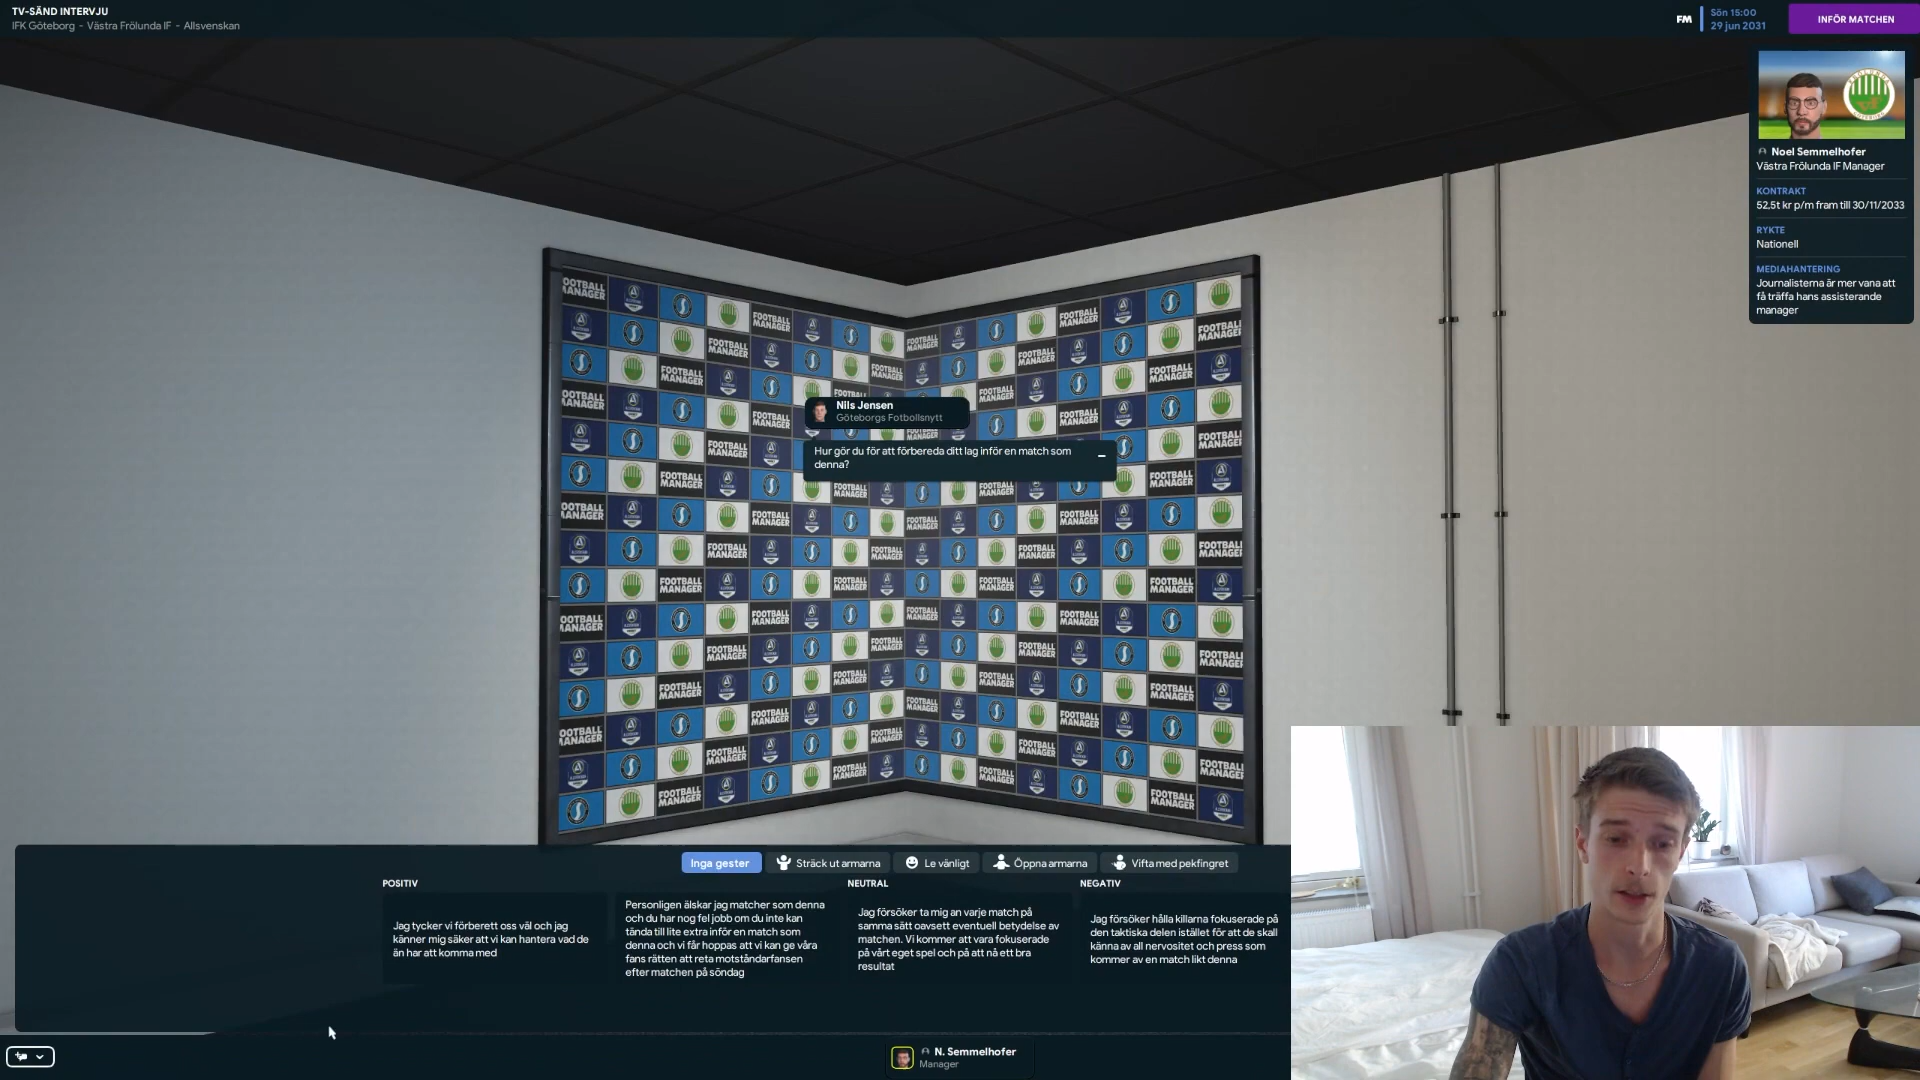 TV-SÄND INTERVJU
IFK Göteborg - Västra Frölunda IF - Allsvenskan
FM
Sön 15:00
29 jun 2031
INFÖR MATCHEN
Noel Semmelhofer
Västra Frölunda IF Manager
KONTRAKT
52,5t kr p/m fram till 30/11/2033
RYKTE
Nationell
MEDIAHANTERING
Journalisterna är mer vana att
få träffa hans assisterande
manager
FOOTBALL
MANAGER
Nils Jensen
Göteborgs Fotbollsnytt
Hur gör du för att förbereda ditt lag inför en match som
denna?
Inga gester
Sträck ut armarna
Le vänligt
Öppna armarna
Vifta med pekfingret
POSITIV
Jag tycker vi förberett oss väl och jag
känner mig säker att vi kan hantera vad de
än har att komma med
Personligen älskar jag matcher som denna
och du har nog fel jobb om du inte kan
tända till lite extra inför en match som
denna och vi får hoppas att vi kan ge våra
fans rätten att reta motståndarfansen
efter matchen på söndag
NEUTRAL
Jag försöker ta mig an varje match på
samma sätt oavsett eventuell betydelse av
matchen. Vi kommer att vara fokuserade
på vårt eget spel och på att nå ett bra
resultat
NEGATIV
Jag försöker hålla killarna fokuserade på
den taktiska delen istället för att de skall
känna av all nervositet och press som
kommer av en match likt denna
N. Semmelhofer
Manager